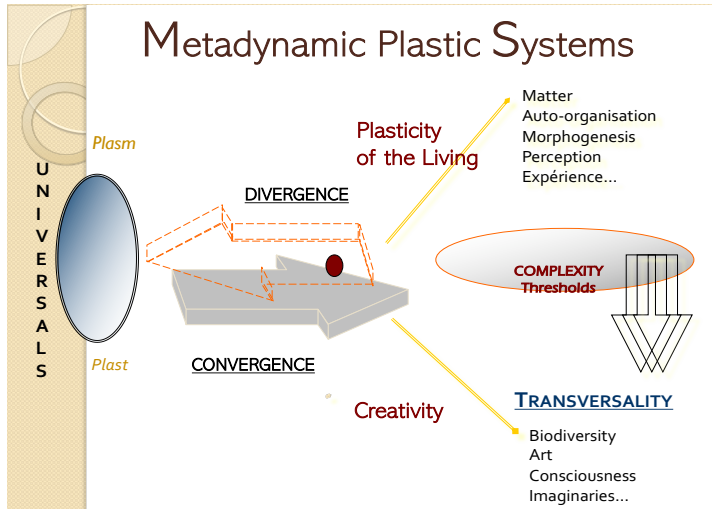 Metadynamic Plastic Systems
UNIVERSALS
Plasm
Plast
DIVERGENCE
CONVERGENCE
Plasticity
of the Living
Matter
Auto-organisation
Morphogenesis
Perception
Expérience...
COMPLEXITY
Thresholds
Creativity
TRANSVERSALITY
Biodiversity
Art
Consciousness
Imaginaries...